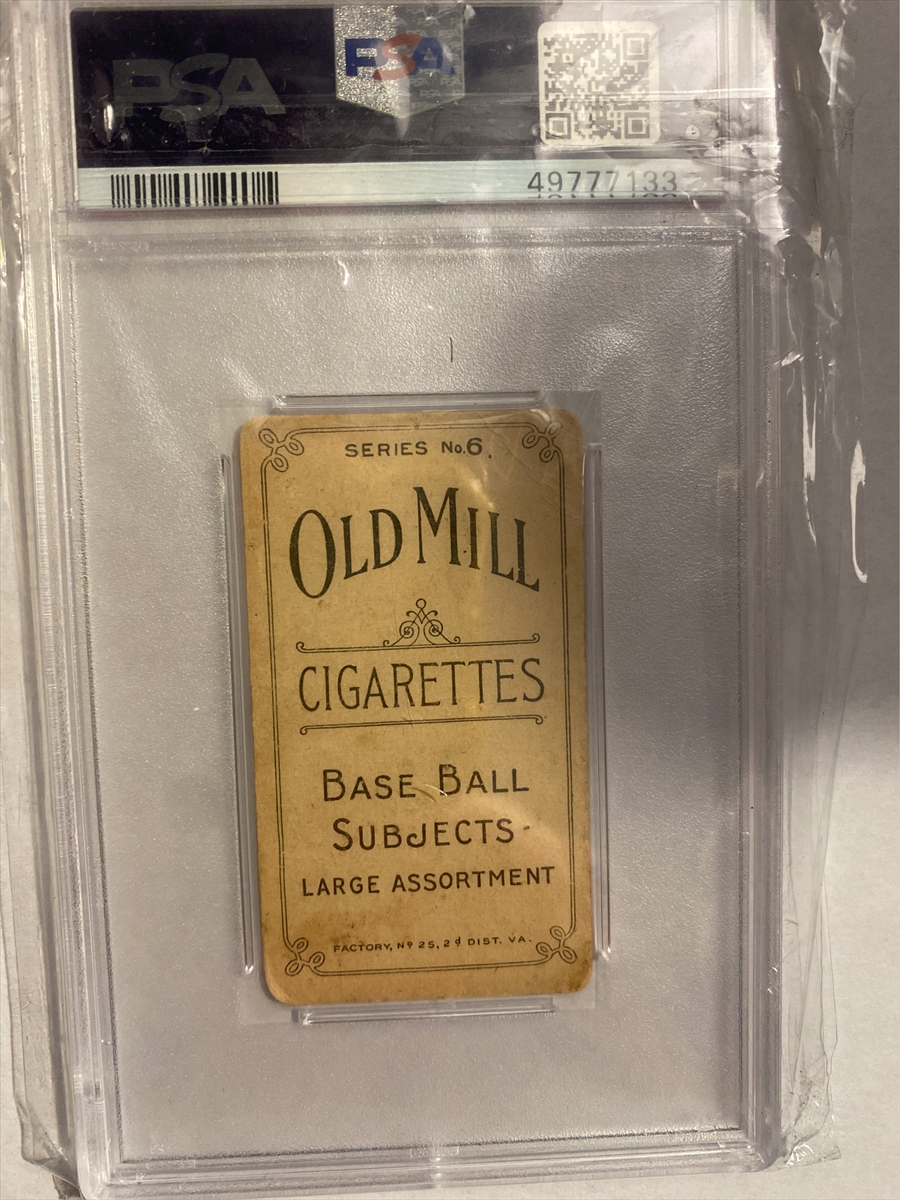 PSA
PSA
49777133
SERIES No.6.
OLD MILL
CIGARETTES
BASE BALL
SUBJECTS
LARGE ASSORTMENT
FACTORY, Nº 25, 2d DIST. VA.